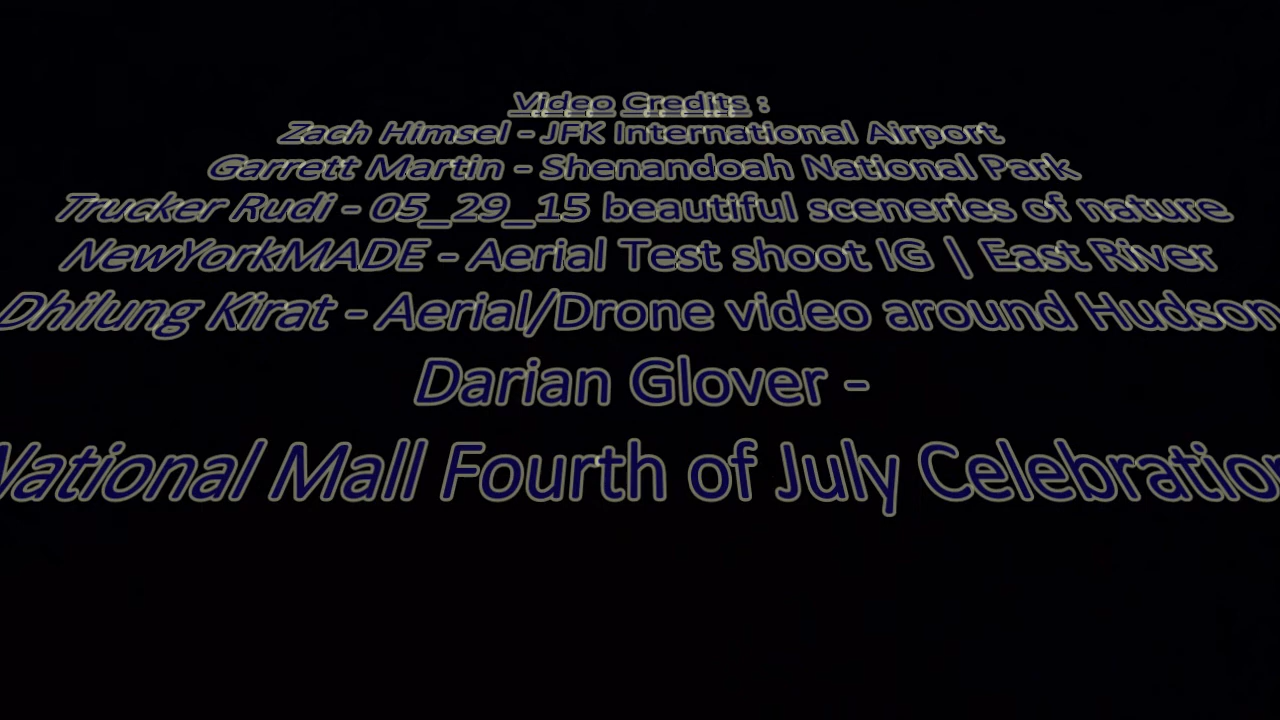 Video Credits :
Zach Himsel - JFK International Airport
Garrett Martin - Shenandoah National Park
Trucker Rudi - 05_29_15 beautiful sceneries of nature
NewYorkMADE - Aerial Test shoot IG | East River
Dhilung Kirat - Aerial/Drone video around Hudson
Darian Glover -
National Mall Fourth of July Celebration